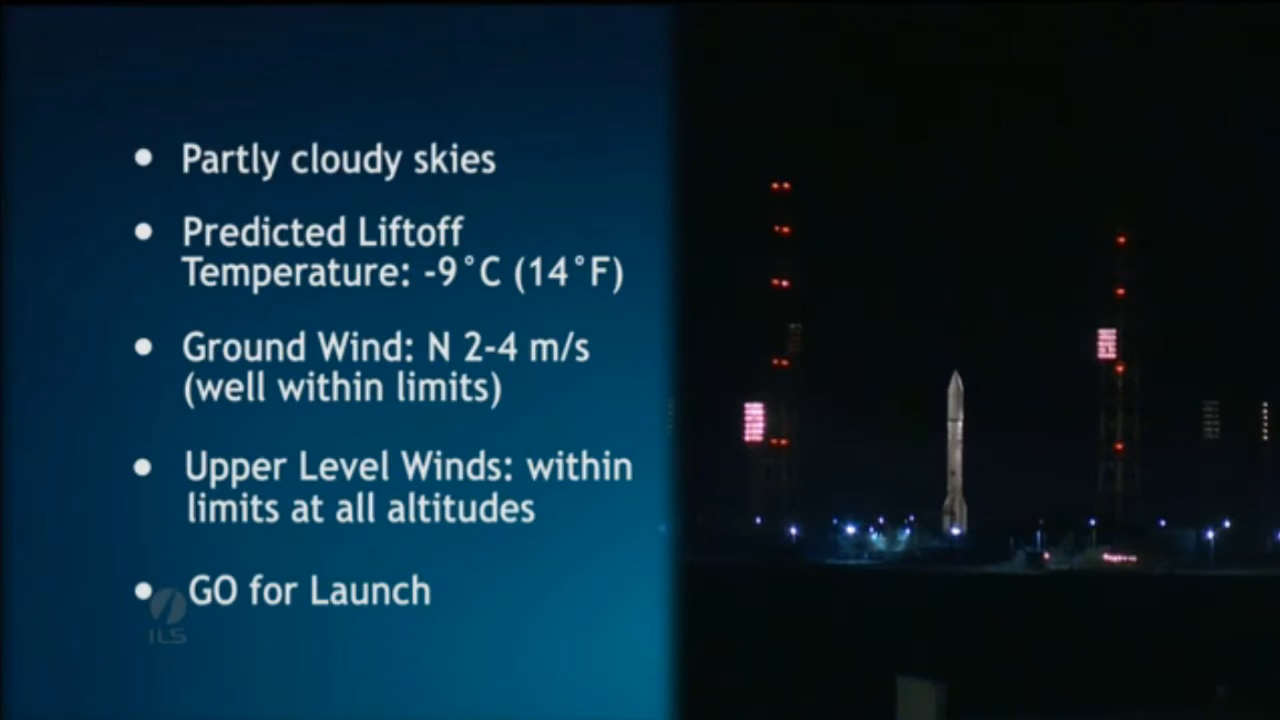 Partly cloudy skies
Predicted Liftoff
Temperature: -9°C (14°F)
Ground Wind: N 2-4 m/s
(well within limits)
Upper Level Winds: within
limits at all altitudes
GO for Launch
ILS